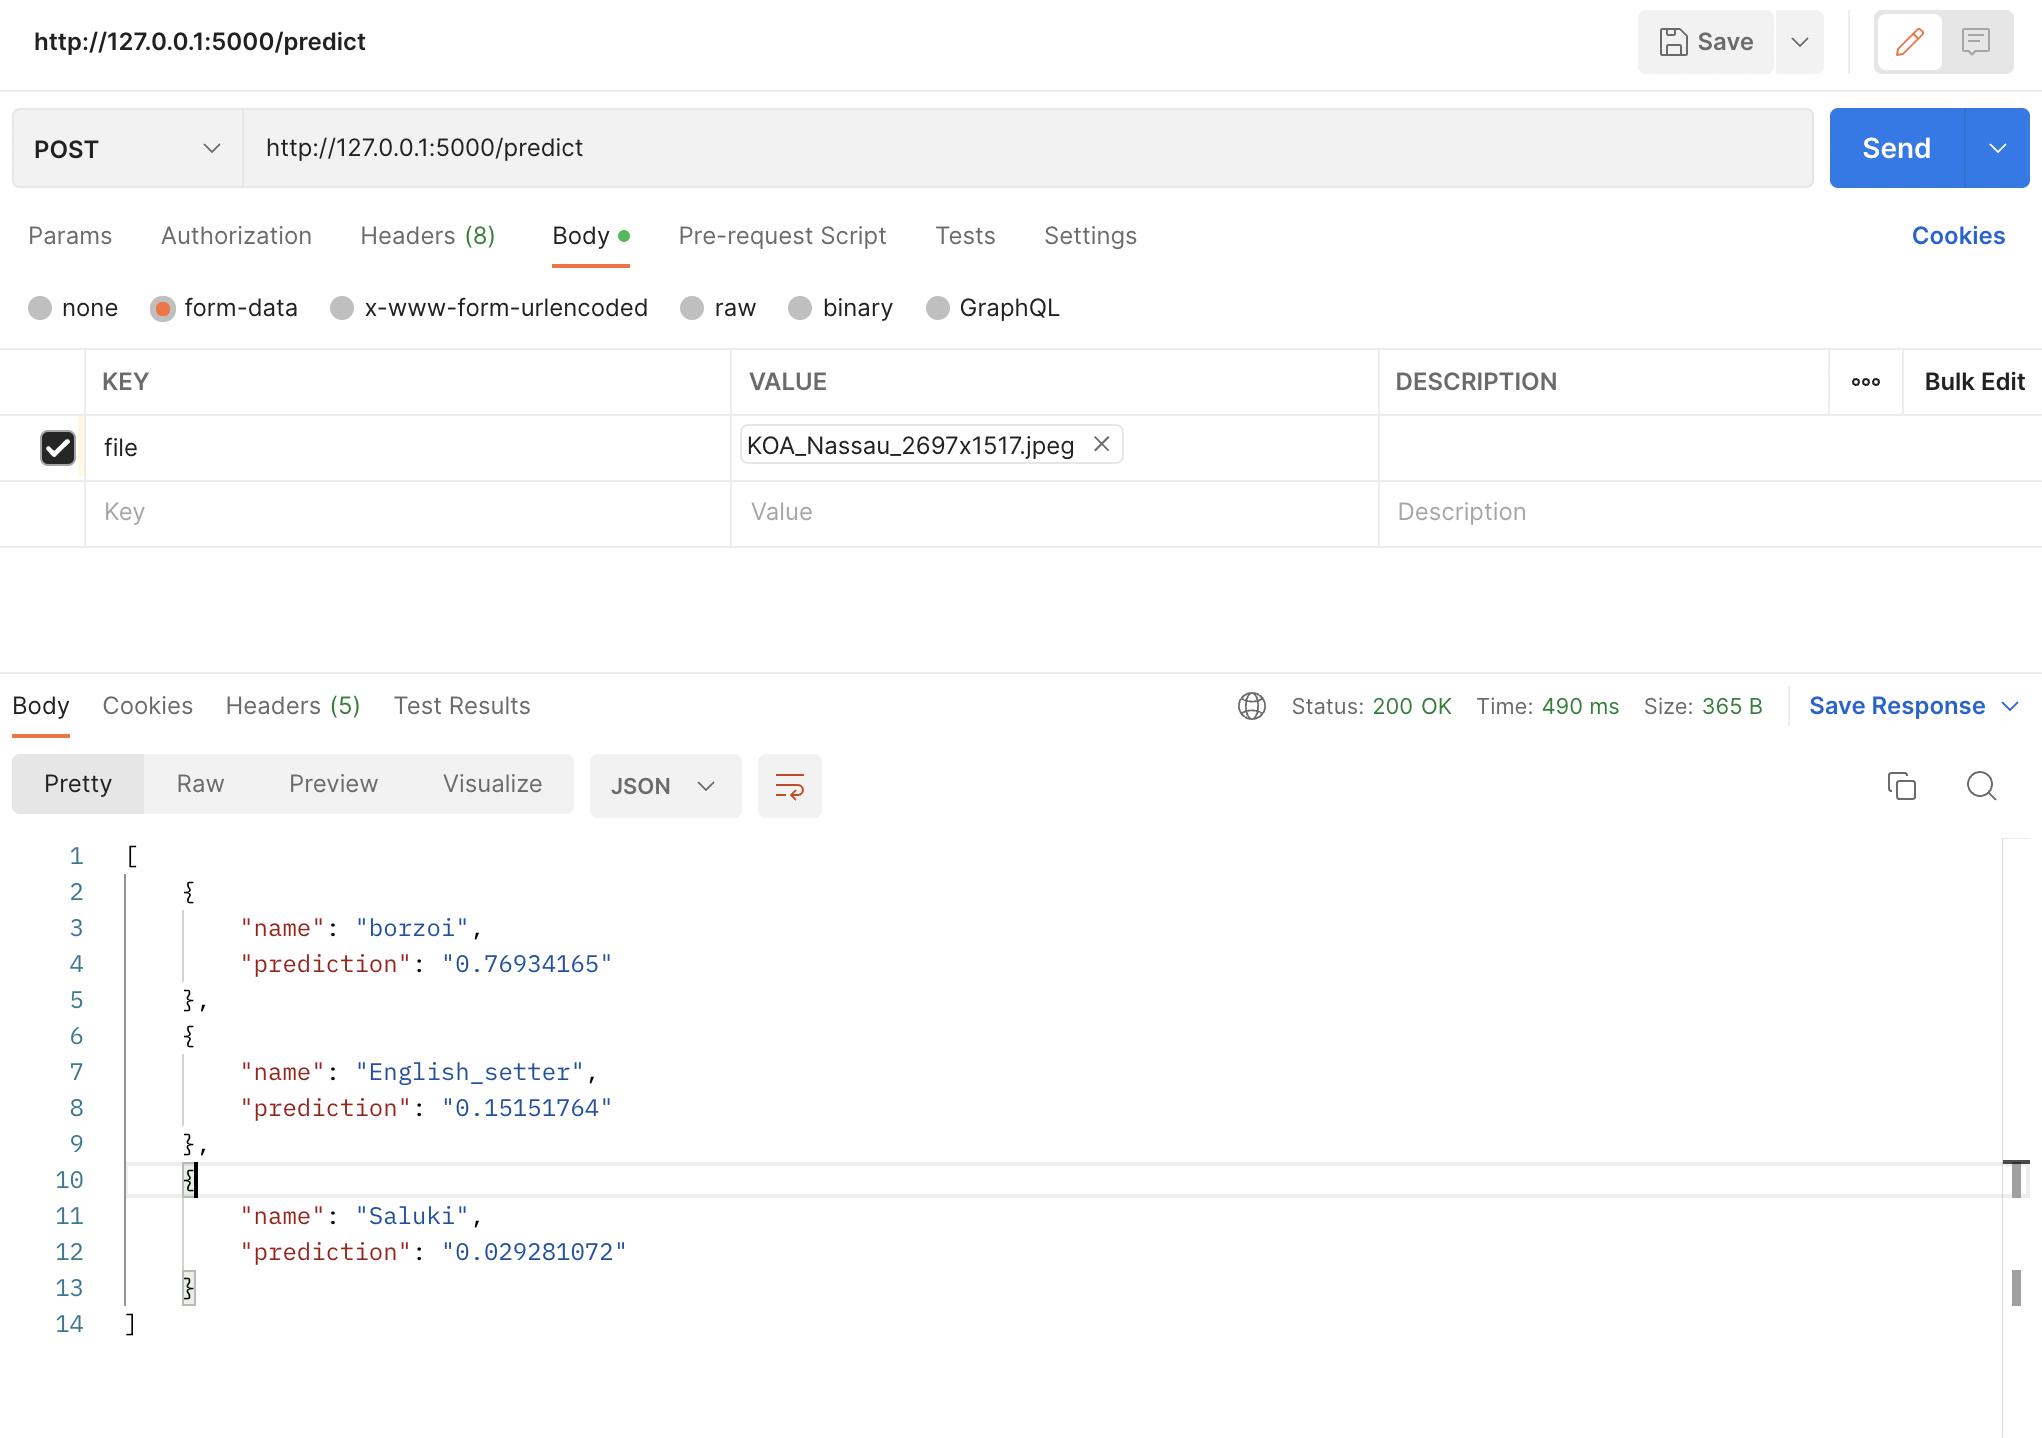 http://127.0.0.1:5000/predict
Save
POST
http://127.0.0.1:5000/predict
Send
Params Authorization Headers (8) Body Pre-request Script Tests Settings Cookies
none form-data x-www-form-urlencoded raw binary GraphQL
KEY VALUE DESCRIPTION ooo Bulk Edit
file KOA_Nassau_2697x1517.jpeg
Key Value Description
Body Cookies Headers (5) Test Results Status: 200 OK Time: 490 ms Size: 365 B Save Response
Pretty Raw Preview Visualize JSON
1 [
2 {
3 "name": "borzoi",
4 "prediction": "0.76934165"
5 },
6 {
7 "name": "English_setter",
8 "prediction": "0.15151764"
9 },
10 {
11 "name": "Saluki",
12 "prediction": "0.029281072"
13 }
14 ]